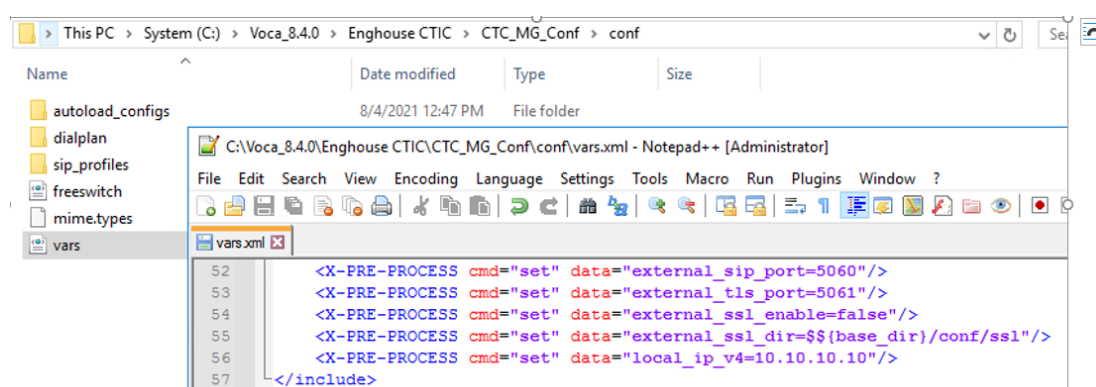 This PC > System (C:) > Voca_8.4.0 > Enghouse CTIC > CTC_MG_Conf > conf
Name Date modified Type Size
autoload_configs 8/4/2021 12:47 PM File folder
dialplan
sip_profiles
freeswitch
mime.types
vars
C:\Voca_8.4.0\Enghouse CTIC\CTC_MG_Conf\conf\vars.xml - Notepad++ [Administrator]
File Edit Search View Encoding Language Settings Tools Macro Run Plugins Window ?
vars.xml
52 <X-PRE-PROCESS cmd="set" data="external_sip_port=5060"/>
53 <X-PRE-PROCESS cmd="set" data="external_tls_port=5061"/>
54 <X-PRE-PROCESS cmd="set" data="external_ssl_enable=false"/>
55 <X-PRE-PROCESS cmd="set" data="external_ssl_dir=$${base_dir}/conf/ssl"/>
56 <X-PRE-PROCESS cmd="set" data="local_ip_v4=10.10.10.10"/>
57 </include>